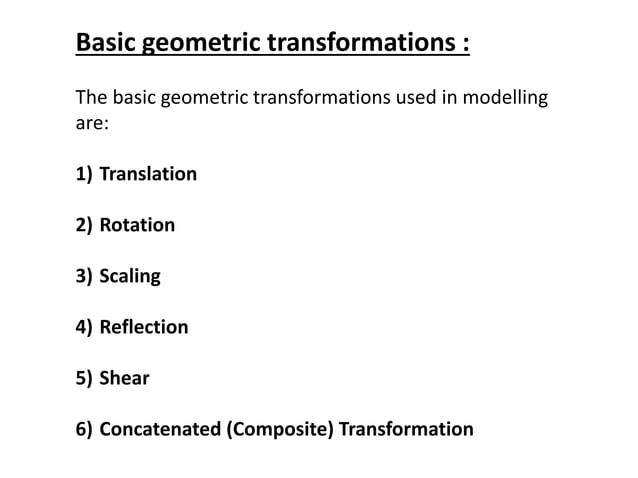 Basic geometric transformations :
The basic geometric transformations used in modelling
are:
1) Translation
2) Rotation
3) Scaling
4) Reflection
5) Shear
6) Concatenated (Composite) Transformation